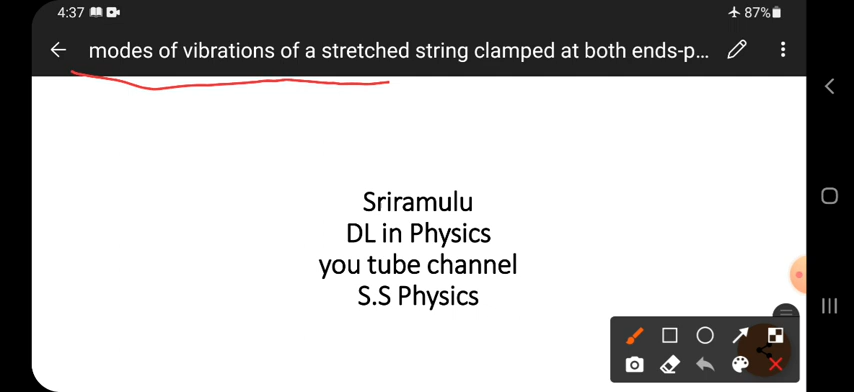 4:37 87%
modes of vibrations of a stretched string clamped at both ends-p...
Sriramulu
DL in Physics
you tube channel
S.S Physics